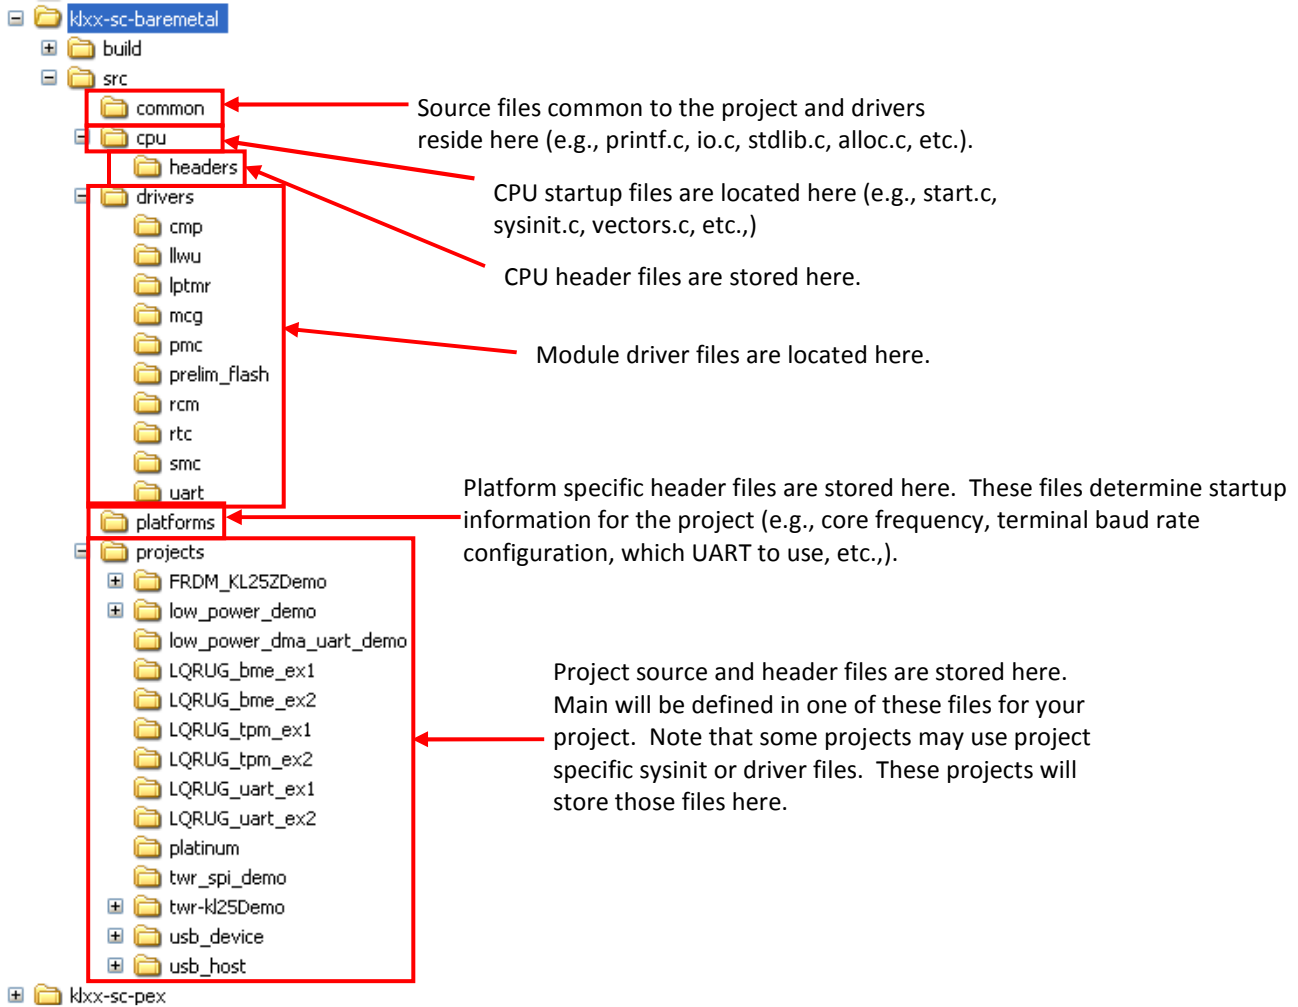 klxx-sc-baremetal
build
src
common
Source files common to the project and drivers
reside here (e.g., printf.c, io.c, stdlib.c, alloc.c, etc.).
cpu
headers
CPU startup files are located here (e.g., start.c,
sysinit.c, vectors.c, etc.,)
drivers
cmp
llwu
CPU header files are stored here.
lptmr
mcg
pmc
Module driver files are located here.
prelim_flash
rcm
rtc
smc
uart
Platform specific header files are stored here.  These files determine startup
information for the project (e.g., core frequency, terminal baud rate
configuration, which UART to use, etc.,).
platforms
projects
FRDM_KL25ZDemo
low_power_demo
low_power_dma_uart_demo
LQRUG_bme_ex1
LQRUG_bme_ex2
LQRUG_tpm_ex1
LQRUG_tpm_ex2
LQRUG_uart_ex1
LQRUG_uart_ex2
Project source and header files are stored here.
Main will be defined in one of these files for your
project.  Note that some projects may use project
specific sysinit or driver files.  These projects will
store those files here.
platinum
twr_spi_demo
twr-kl25Demo
usb_device
usb_host
klxx-sc-pex